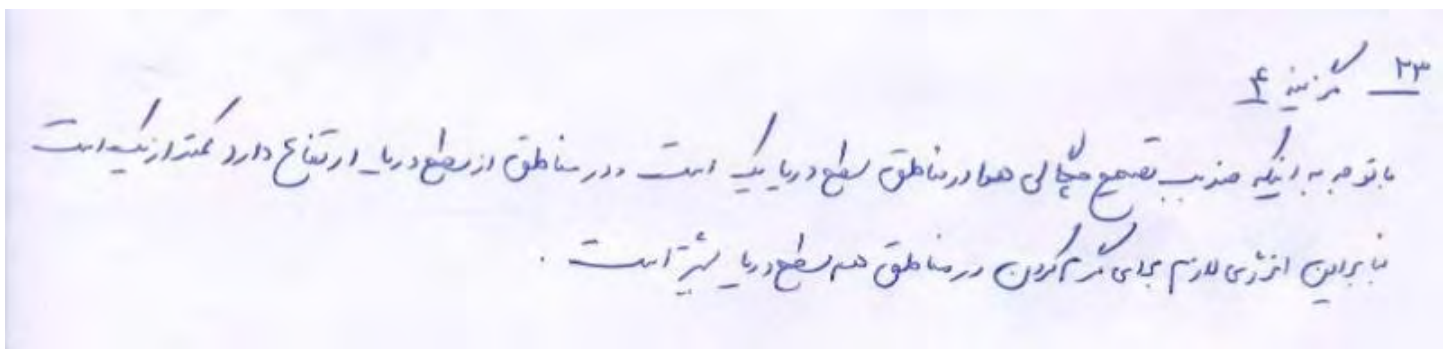 ۲۳ گزینه ۴
با توجه به اینکه ضریب تصحیح چگالی هوا در مناطق سطح دریا یک است و در مناطق از سطح دریا ارتفاع دارد کمتر از یک است
بنابراین انرژی لازم برای گرم کردن در مناطق هم سطح دریا بیشتر است .